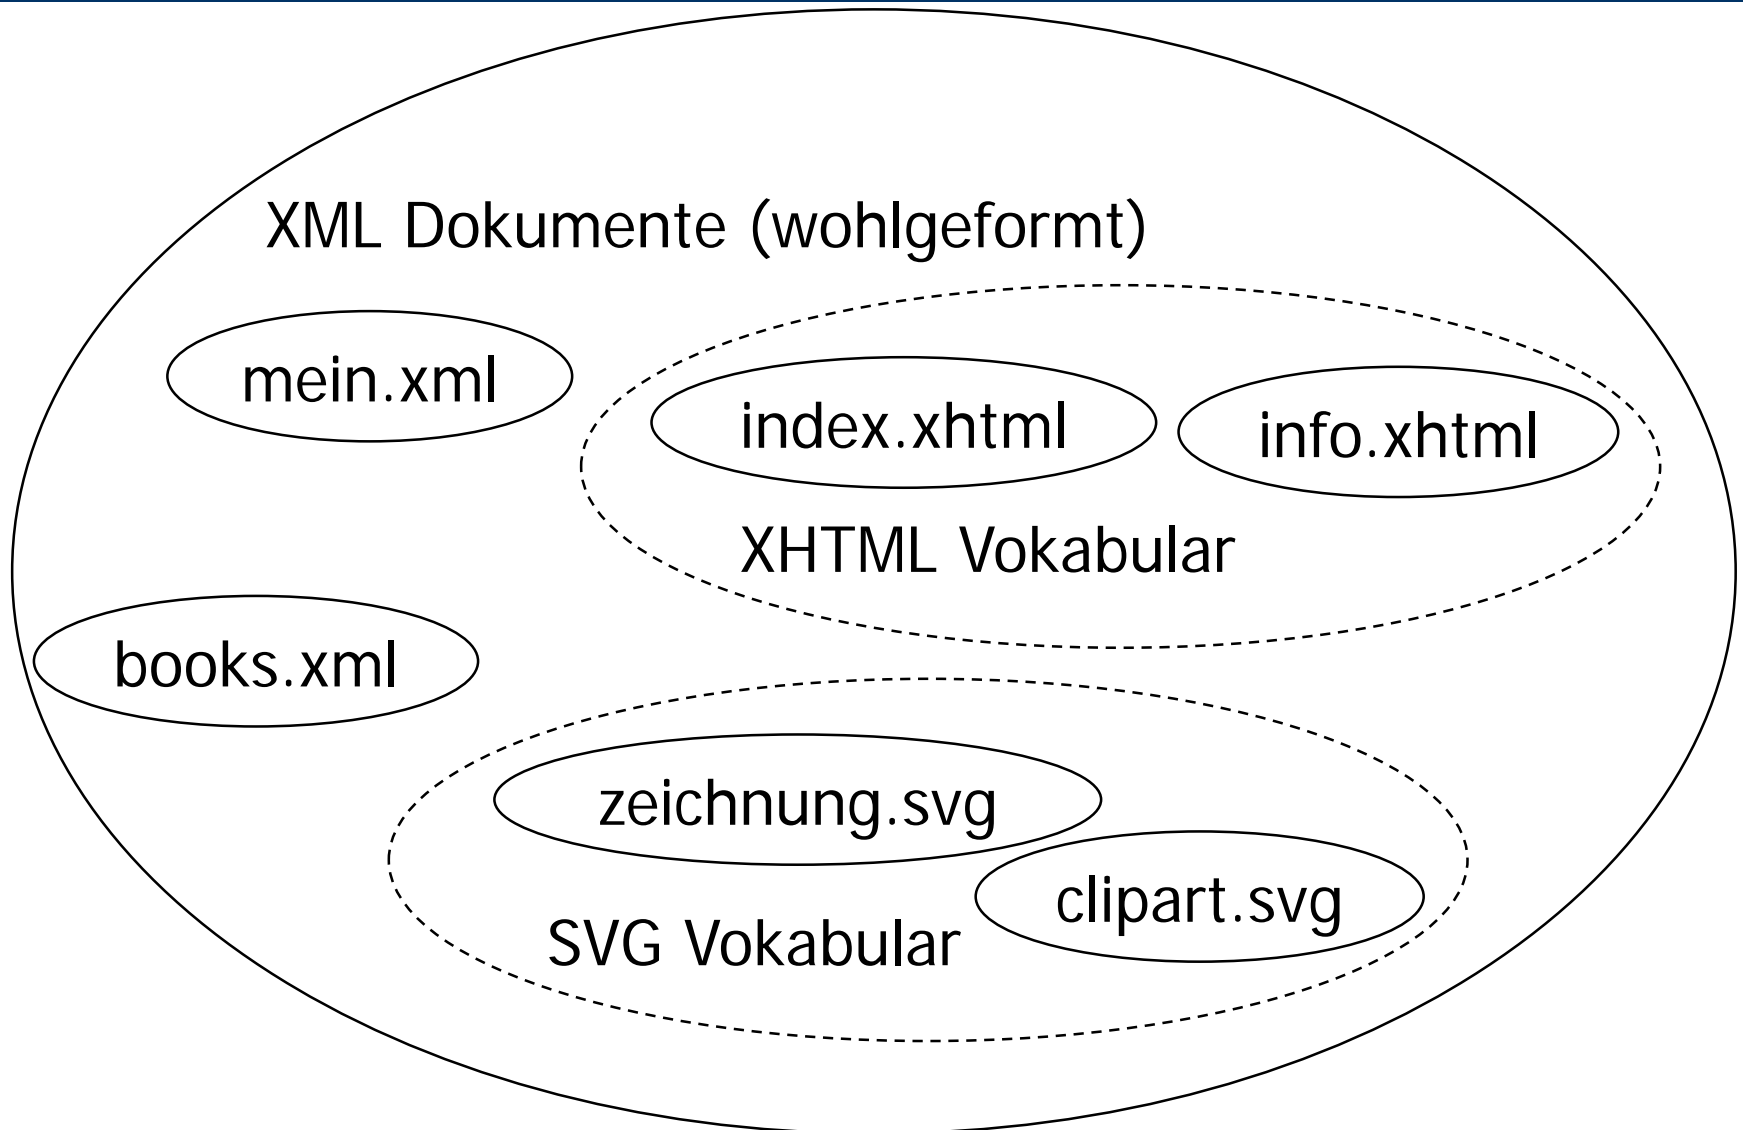 XML Dokumente (wohlgeformt)
mein.xml
index.xhtml
info.xhtml
XHTML Vokabular
books.xml
zeichnung.svg
clipart.svg
SVG Vokabular